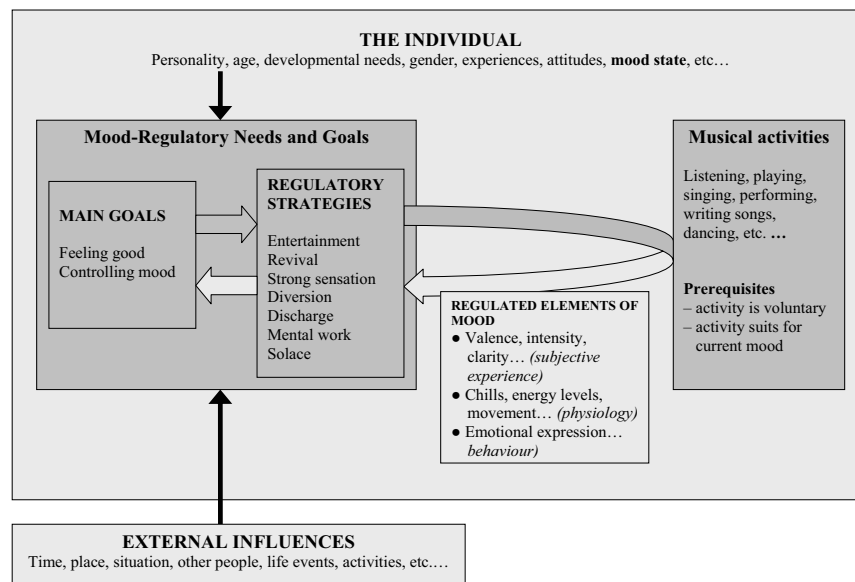 THE INDIVIDUAL
Personality, age, developmental needs, gender, experiences, attitudes, mood state, etc…
Mood-Regulatory Needs and Goals
MAIN GOALS
Feeling good
Controlling mood
REGULATORY
STRATEGIES
Entertainment
Revival
Strong sensation
Diversion
Discharge
Mental work
Solace
REGULATED ELEMENTS OF
MOOD
● Valence, intensity,
clarity… (subjective
experience)
● Chills, energy levels,
movement… (physiology)
● Emotional expression…
behaviour)
Musical activities
Listening, playing,
singing, performing,
writing songs,
dancing, etc. …
Prerequisites
– activity is voluntary
– activity suits for
current mood
EXTERNAL INFLUENCES
Time, place, situation, other people, life events, activities, etc.…